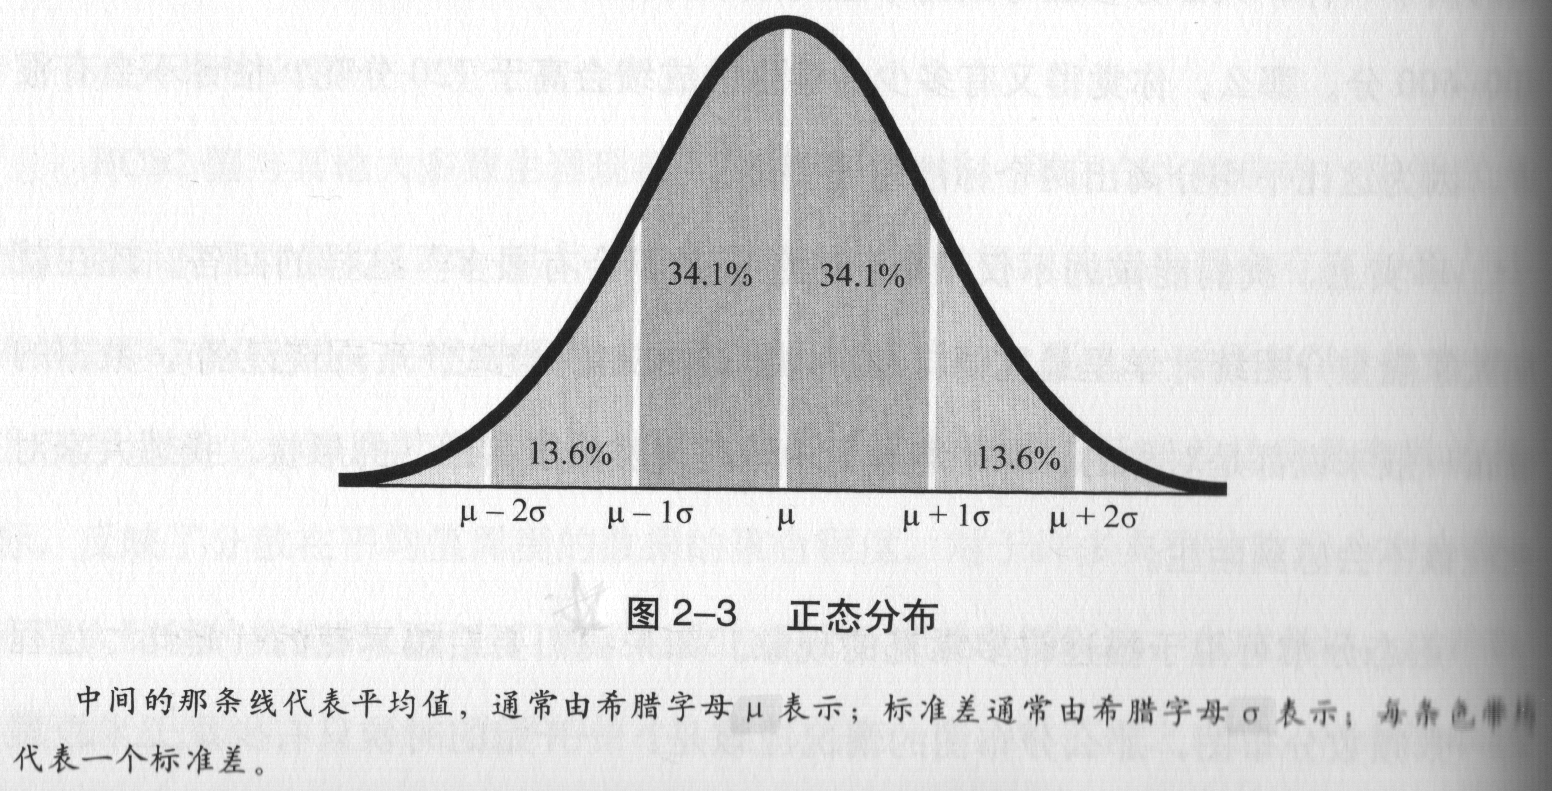 34.1% 34.1%
13.6% 13.6%
μ – 2σ μ – 1σ μ μ + 1σ μ + 2σ
图 2–3 正态分布
中间的那条线代表平均值，通常由希腊字母 μ 表示；标准差通常由希腊字母 σ 表示；每条色带
代表一个标准差。